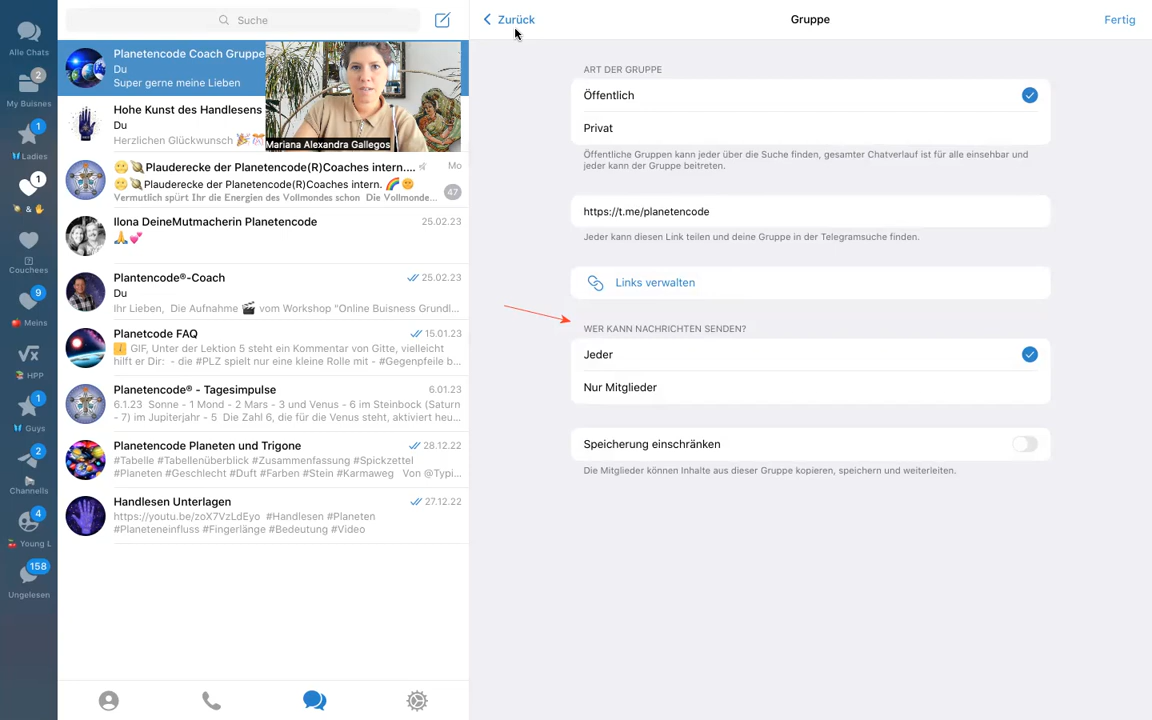 Suche
Zurück
Gruppe
Fertig
Alle Chats
2
My Buisnes
1
Ladies
1
& 
Couchees
9
Meins
HPP
1
Guys
2
Channells
4
Young L
158
Ungelesen
Planetencode Coach Gruppe
Du
Super gerne meine Lieben
Mariana Alexandra Gallegos
Hohe Kunst des Handlesens
Du
Herzlichen Glückwunsch 🎉🎊
🌝🪐Plauderecke der Planetencode(R)Coaches intern.... Mo
🌝🪐Plauderecke der Planetencode(R)Coaches intern. 🌈🌞
Vermutlich spürt Ihr die Energien des Vollmondes schon Die Vollmonde... 47
Ilona DeineMutmacherin Planetencode 25.02.23
🙏💕
Plantencode®-Coach 25.02.23
Du
Ihr Lieben, Die Aufnahme 🎬 vom Workshop "Online Buisness Grundl...
Planetcode FAQ 15.01.23
GIF, Unter der Lektion 5 steht ein Kommentar von Gitte, vielleicht
hilft er Dir: - die #PLZ spielt nur eine kleine Rolle mit - #Gegenpfeile b...
Planetencode® - Tagesimpulse 6.01.23
6.1.23 Sonne - 1 Mond - 2 Mars - 3 und Venus - 6 im Steinbock (Saturn
- 7) im Jupiterjahr - 5 Die Zahl 6, die für die Venus steht, aktiviert heu...
Planetencode Planeten und Trigone 28.12.22
#Tabelle #Tabellenüberblick #Zusammenfassung #Spickzettel
#Planeten #Geschlecht #Duft #Farben #Stein #Karmaweg Von @Typi...
Handlesen Unterlagen 27.12.22
https://youtu.be/zoX7VzLdEyo #Handlesen #Planeten
#Planeteneinfluss #Fingerlänge #Bedeutung #Video
ART DER GRUPPE
Öffentlich
Privat
Öffentliche Gruppen kann jeder über die Suche finden, gesamter Chatverlauf ist für alle einsehbar und
jeder kann der Gruppe beitreten.
https://t.me/planetencode
Jeder kann diesen Link teilen und deine Gruppe in der Telegramsuche finden.
Links verwalten
WER KANN NACHRICHTEN SENDEN?
Jeder
Nur Mitglieder
Speicherung einschränken
Die Mitglieder können Inhalte aus dieser Gruppe kopieren, speichern und weiterleiten.